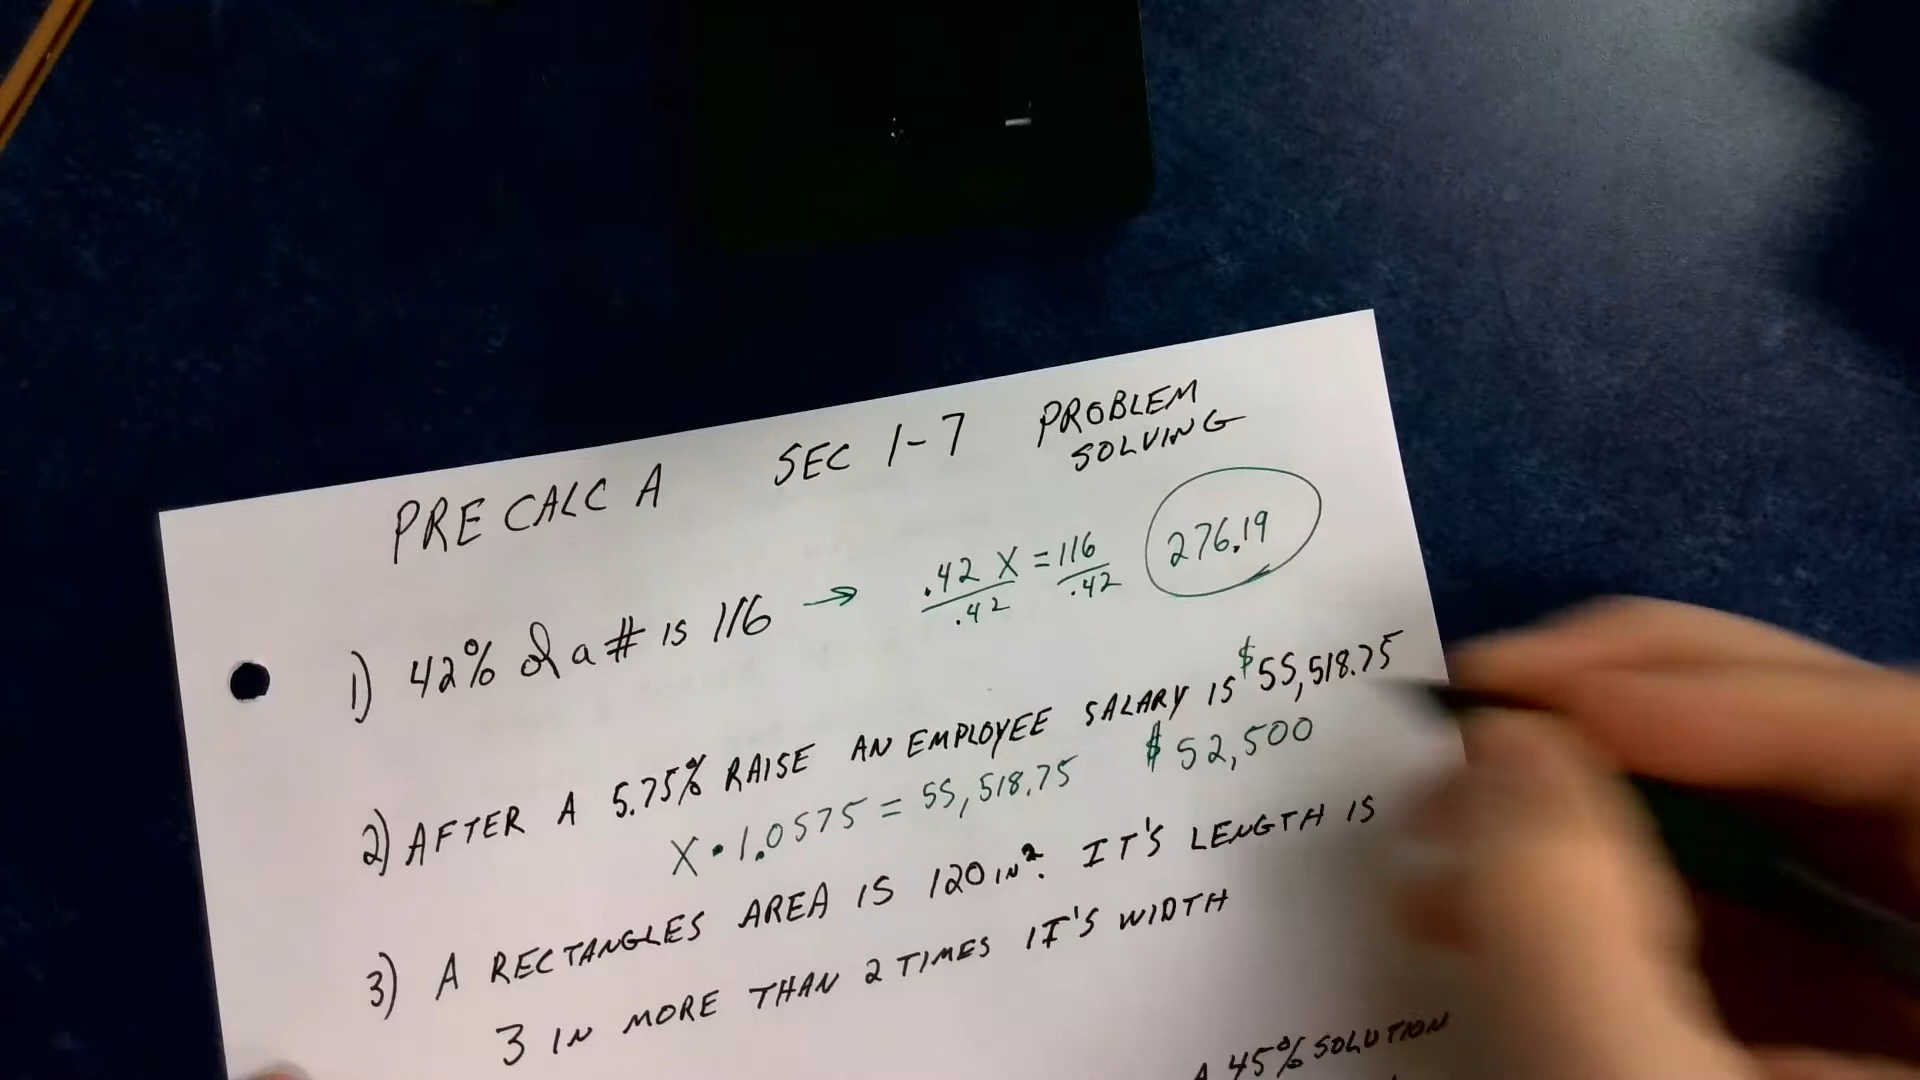 PRE CALC A SEC 1-7 PROBLEM
SOLVING
1) 42% of a # is 116 → .42 X = 116 276.19
.42 .42
2) AFTER A 5.75% RAISE AN EMPLOYEE SALARY IS $55,518.75
X • 1.0575 = 55,518.75 $52,500
3) A RECTANGLES AREA IS 120 IN². IT'S LENGTH IS
3 IN MORE THAN 2 TIMES IT'S WIDTH
A 45% SOLUTION